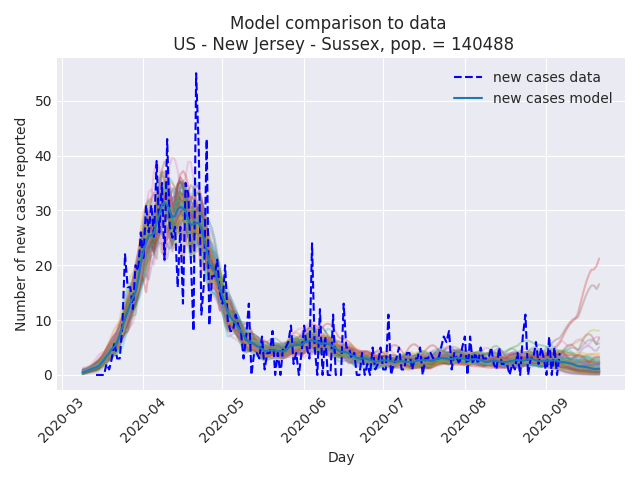 Model comparison to data
US - New Jersey - Sussex, pop. = 140488
new cases data
new cases model
Number of new cases reported
50
40
30
20
10
0
2020-03
2020-04
2020-05
2020-06
2020-07
2020-08
2020-09
Day